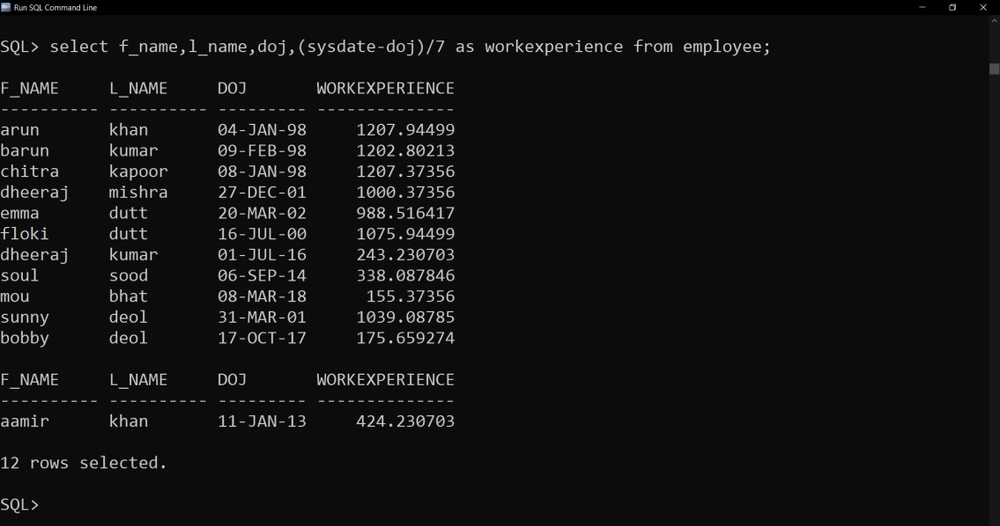 Run SQL Command Line
SQL> select f_name,l_name,doj,(sysdate-doj)/7 as workexperience from employee;
F_NAME     L_NAME     DOJ       WORKEXPERIENCE
---------- ---------- --------- --------------
arun       khan       04-JAN-98     1207.94499
barun      kumar      09-FEB-98     1202.80213
chitra     kapoor     08-JAN-98     1207.37356
dheeraj    mishra     27-DEC-01     1000.37356
emma       dutt       20-MAR-02     988.516417
floki      dutt       16-JUL-00     1075.94499
dheeraj    kumar      01-JUL-16     243.230703
soul       sood       06-SEP-14     338.087846
mou        bhat       08-MAR-18      155.37356
sunny      deol       31-MAR-01     1039.08785
bobby      deol       17-OCT-17     175.659274
F_NAME     L_NAME     DOJ       WORKEXPERIENCE
---------- ---------- --------- --------------
aamir      khan       11-JAN-13     424.230703
12 rows selected.
SQL>